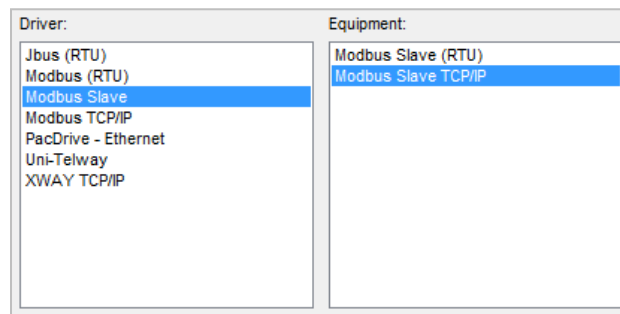 Driver:
Jbus (RTU)
Modbus (RTU)
Modbus Slave
Modbus TCP/IP
PacDrive - Ethernet
Uni-Telway
XWAY TCP/IP
Equipment:
Modbus Slave (RTU)
Modbus Slave TCP/IP